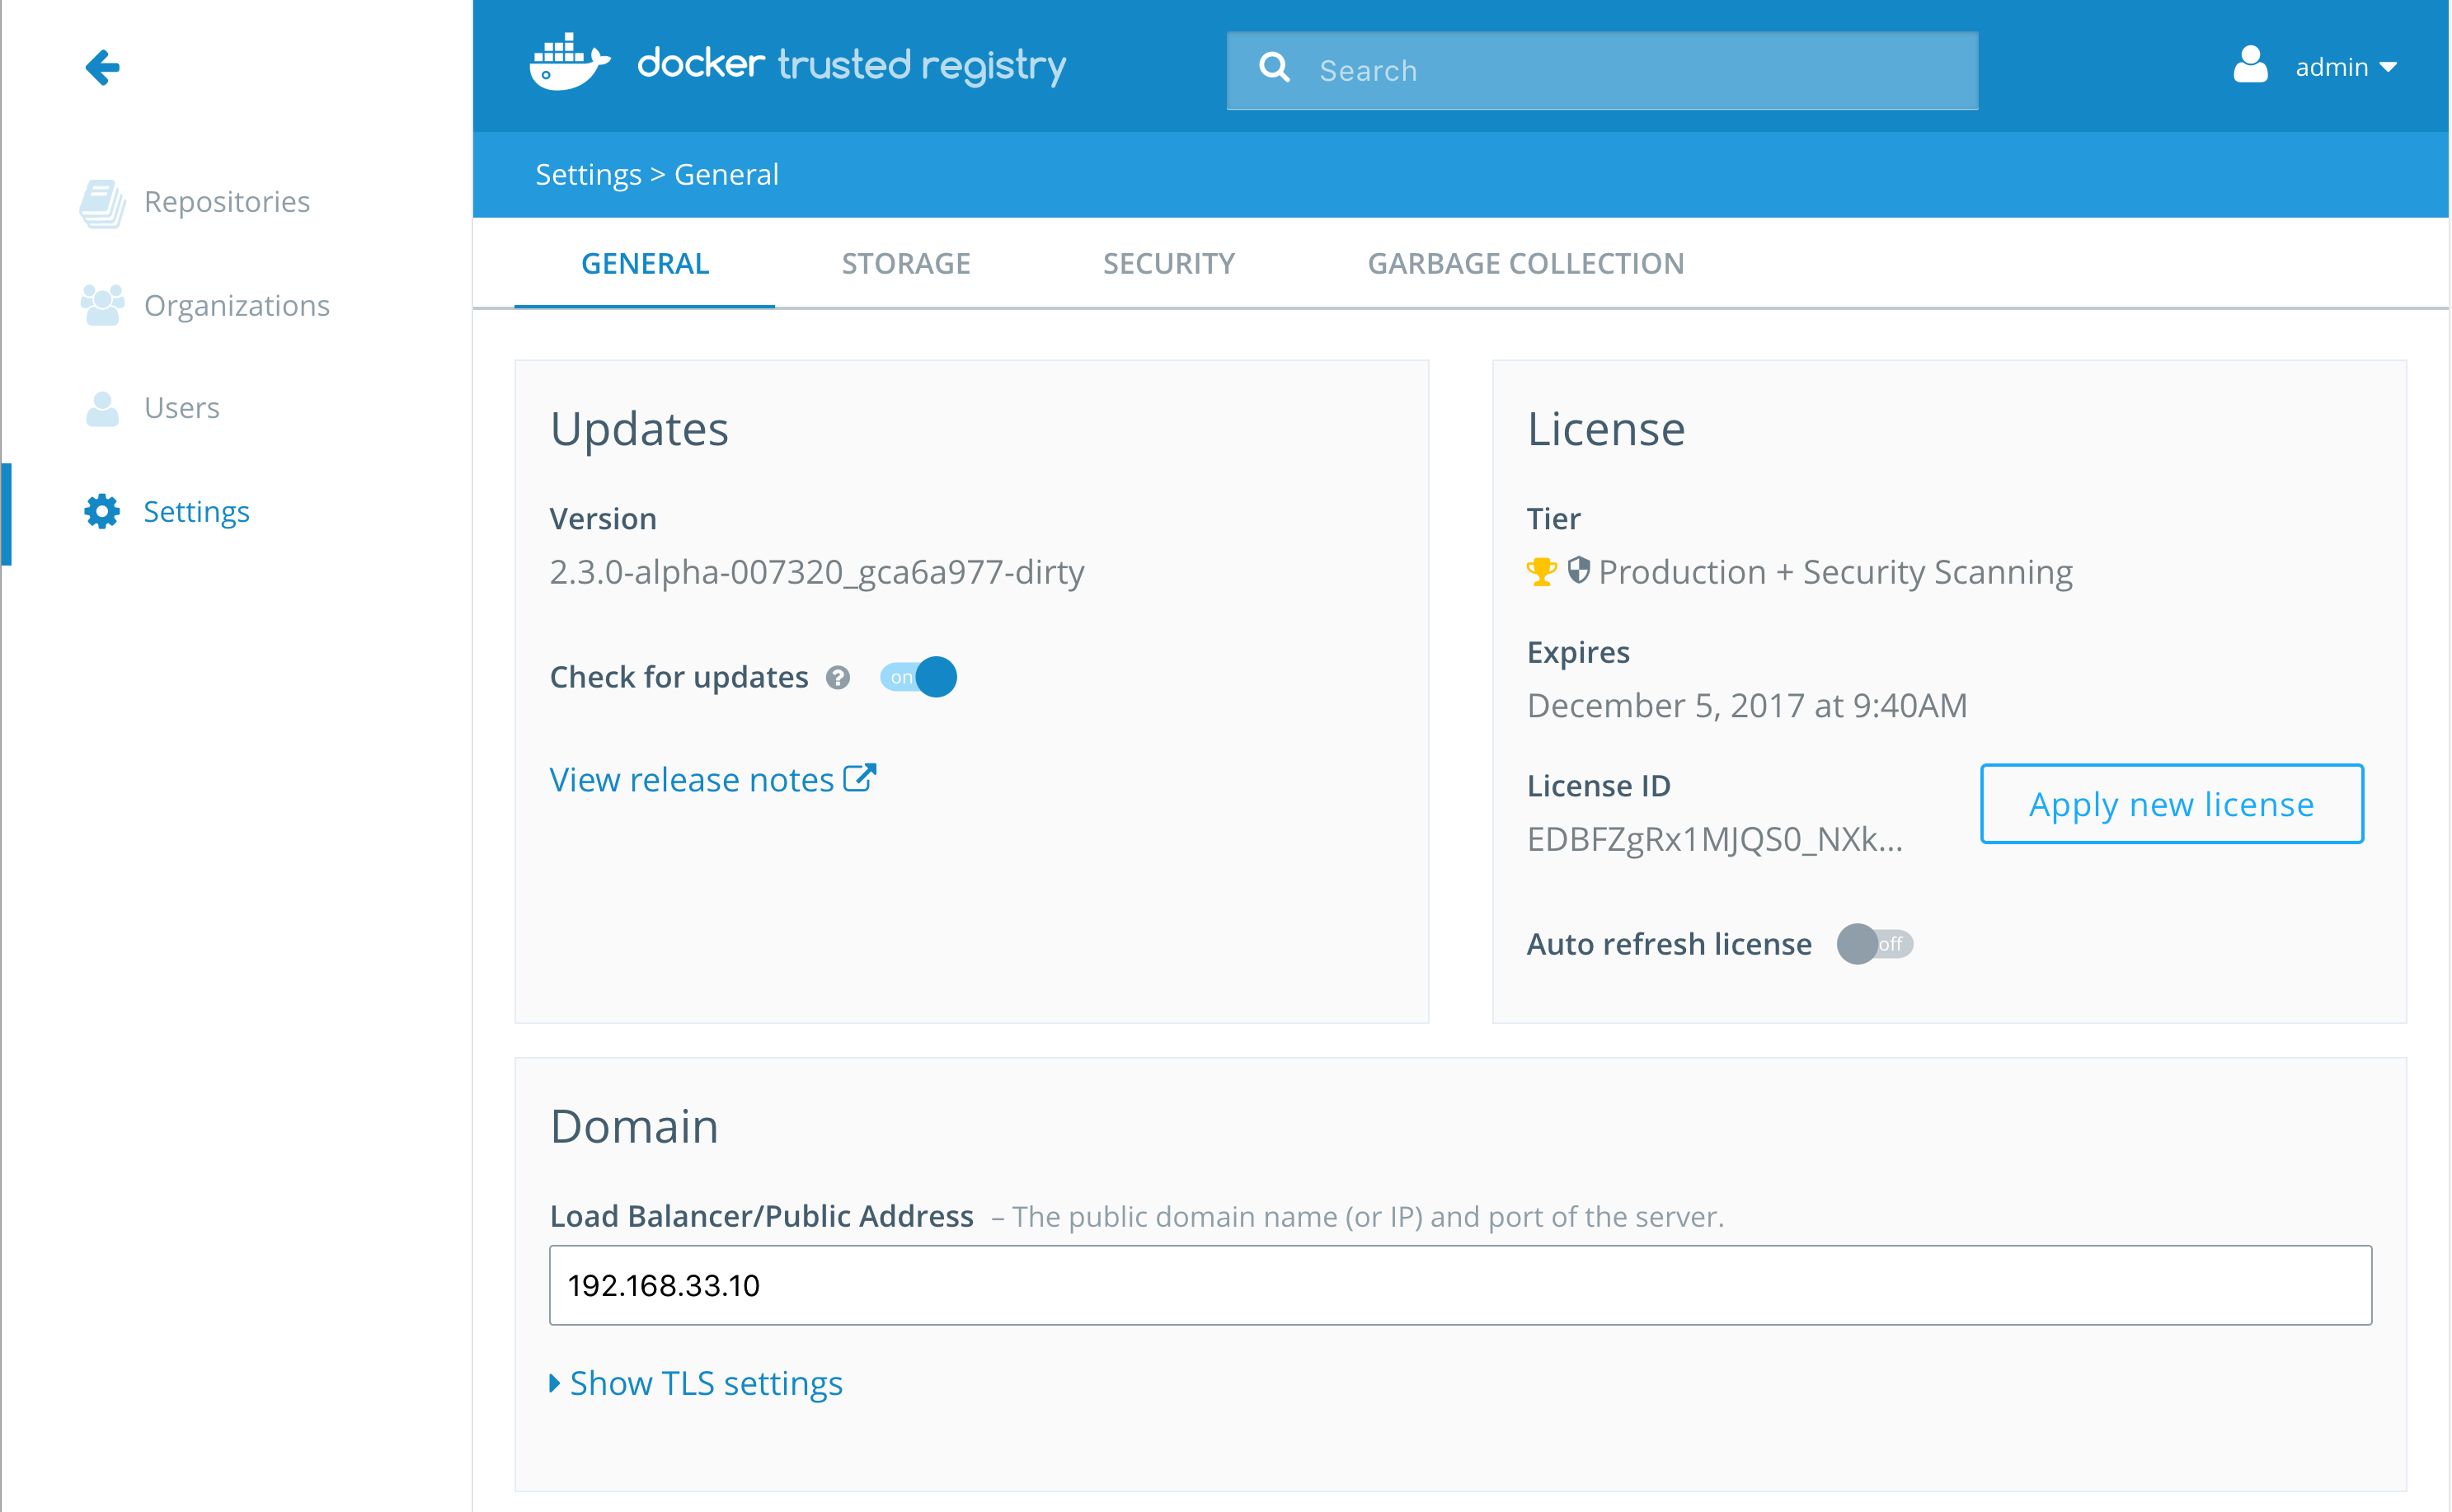 docker trusted registry
Search
admin
Repositories
Organizations
Users
Settings
Settings > General
GENERAL STORAGE SECURITY GARBAGE COLLECTION
Updates
Version
2.3.0-alpha-007320_gca6a977-dirty
Check for updates ? on
View release notes
License
Tier
Production + Security Scanning
Expires
December 5, 2017 at 9:40AM
License ID
EDBFZgRx1MJQS0_NXk...
Apply new license
Auto refresh license off
Domain
Load Balancer/Public Address – The public domain name (or IP) and port of the server.
192.168.33.10
Show TLS settings